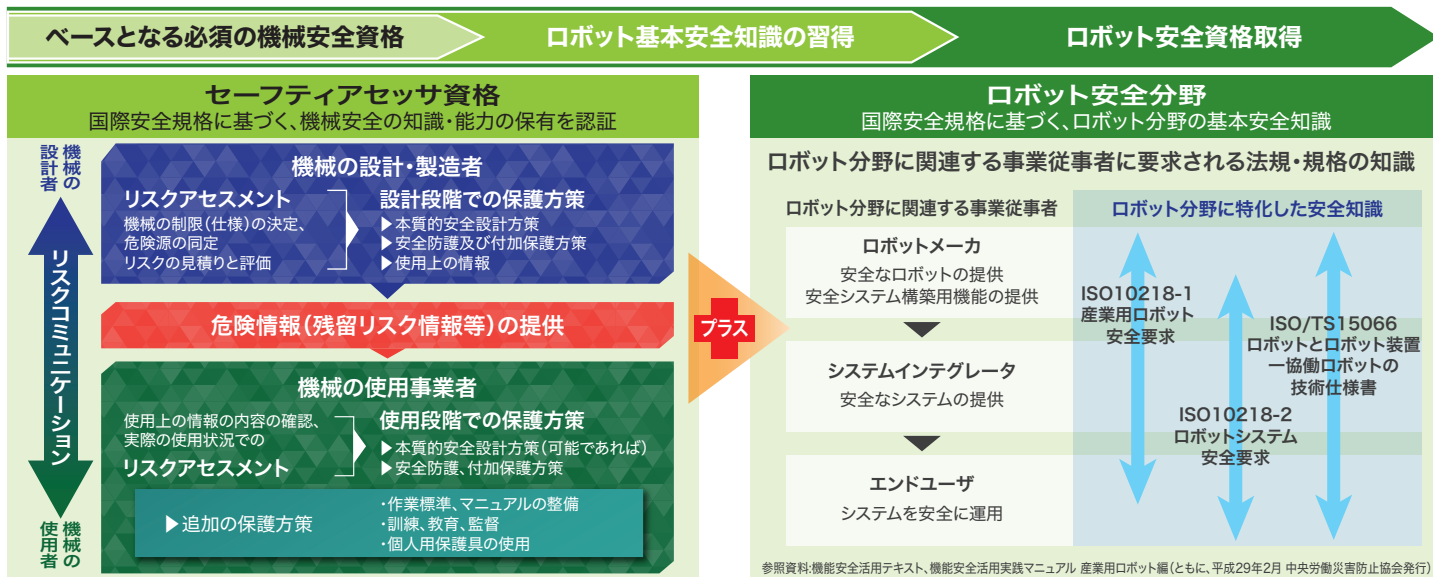 ベースとなる必須の機械安全資格
ロボット基本安全知識の習得
ロボット安全資格取得
セーフティアセッサ資格
国際安全規格に基づく、機械安全の知識・能力の保有を認証
機械の
設計者
リスクコミュニケーション
機械の
使用者
機械の設計・製造者
リスクアセスメント
機械の制限(仕様)の決定、
危険源の同定
リスクの見積りと評価
設計段階での保護方策
▶本質的安全設計方策
▶安全防護及び付加保護方策
▶使用上の情報
危険情報(残留リスク情報等)の提供
機械の使用事業者
使用上の情報の内容の確認、
実際の使用状況での
リスクアセスメント
使用段階での保護方策
▶本質的安全設計方策(可能であれば)
▶安全防護、付加保護方策
▶追加の保護方策
・作業標準、マニュアルの整備
・訓練、教育、監督
・個人用保護具の使用
プラス
ロボット安全分野
国際安全規格に基づく、ロボット分野の基本安全知識
ロボット分野に関連する事業従事者に要求される法規・規格の知識
ロボット分野に関連する事業従事者
ロボットメーカ
安全なロボットの提供
安全システム構築用機能の提供
システムインテグレータ
安全なシステムの提供
エンドユーザ
システムを安全に運用
ロボット分野に特化した安全知識
ISO10218-1
産業用ロボット
安全要求
ISO10218-2
ロボットシステム
安全要求
ISO/TS15066
ロボットとロボット装置
―協働ロボットの
技術仕様書
参照資料:機能安全活用テキスト、機能安全活用実践マニュアル 産業用ロボット編(ともに、平成29年2月 中央労働災害防止協会発行)